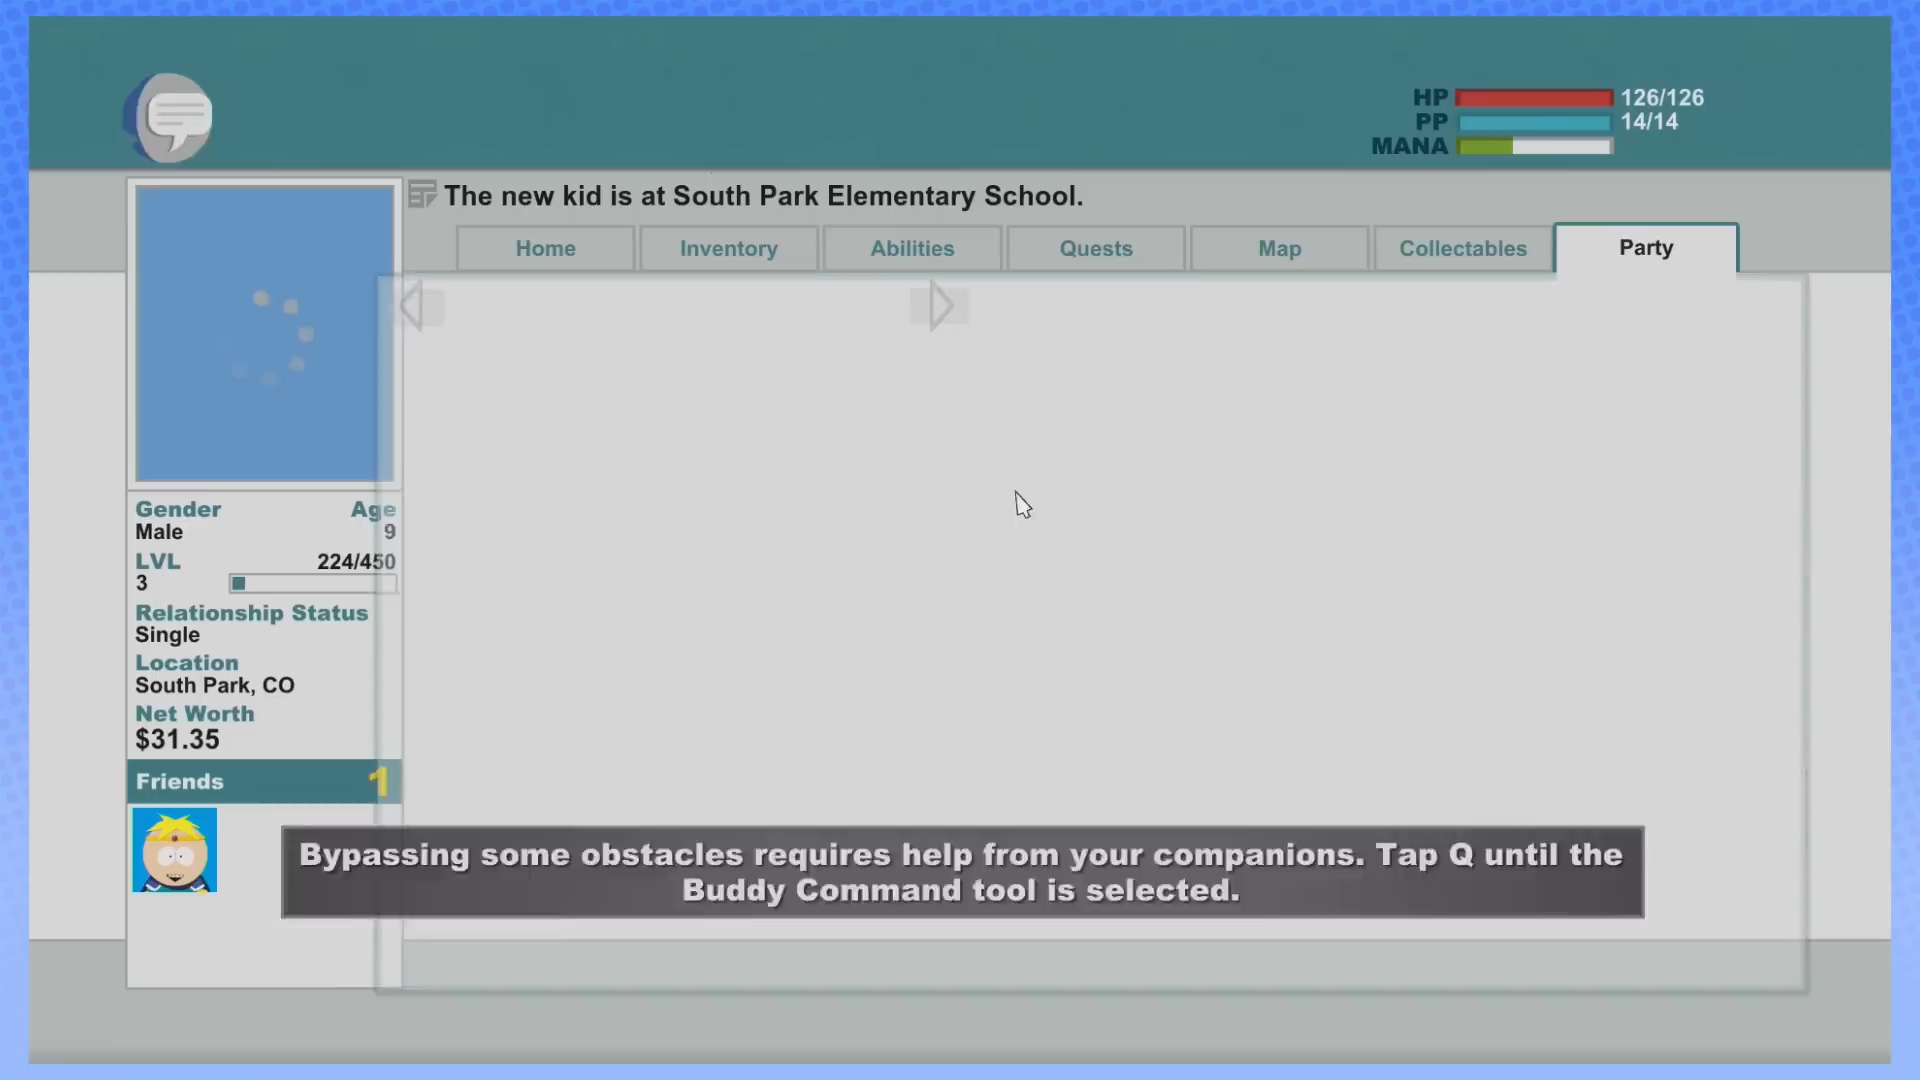 HP 126/126
PP 14/14
MANA
The new kid is at South Park Elementary School.
Home Inventory Abilities Quests Map Collectables Party
Gender Age
Male 9
LVL 224/450
3
Relationship Status
Single
Location
South Park, CO
Net Worth
$31.35
Friends 1
Bypassing some obstacles requires help from your companions. Tap Q until the
Buddy Command tool is selected.